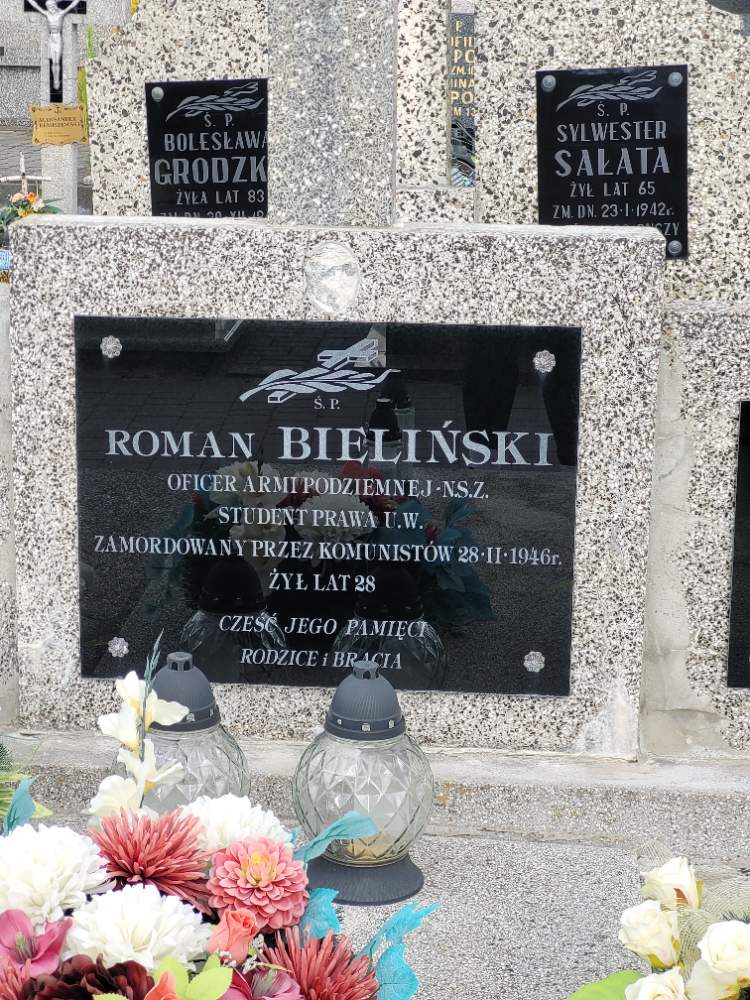 Ś. P.
BOLESŁAWA
GRODZK
ŻYŁA LAT 83
Ś. P.
SYLWESTER
SAŁATA
ŻYŁ LAT 65
ZM. DN. 23·I·1942r.
Ś. P.
ROMAN BIELIŃSKI
OFICER ARMI PODZIEMNEJ-N.S.Z.
STUDENT PRAWA U.W.
ZAMORDOWANY PRZEZ KOMUNISTÓW 28·II·1946r.
ŻYŁ LAT 28
CZEŚĆ JEGO PAMIĘCI
RODZICE i BRACIA